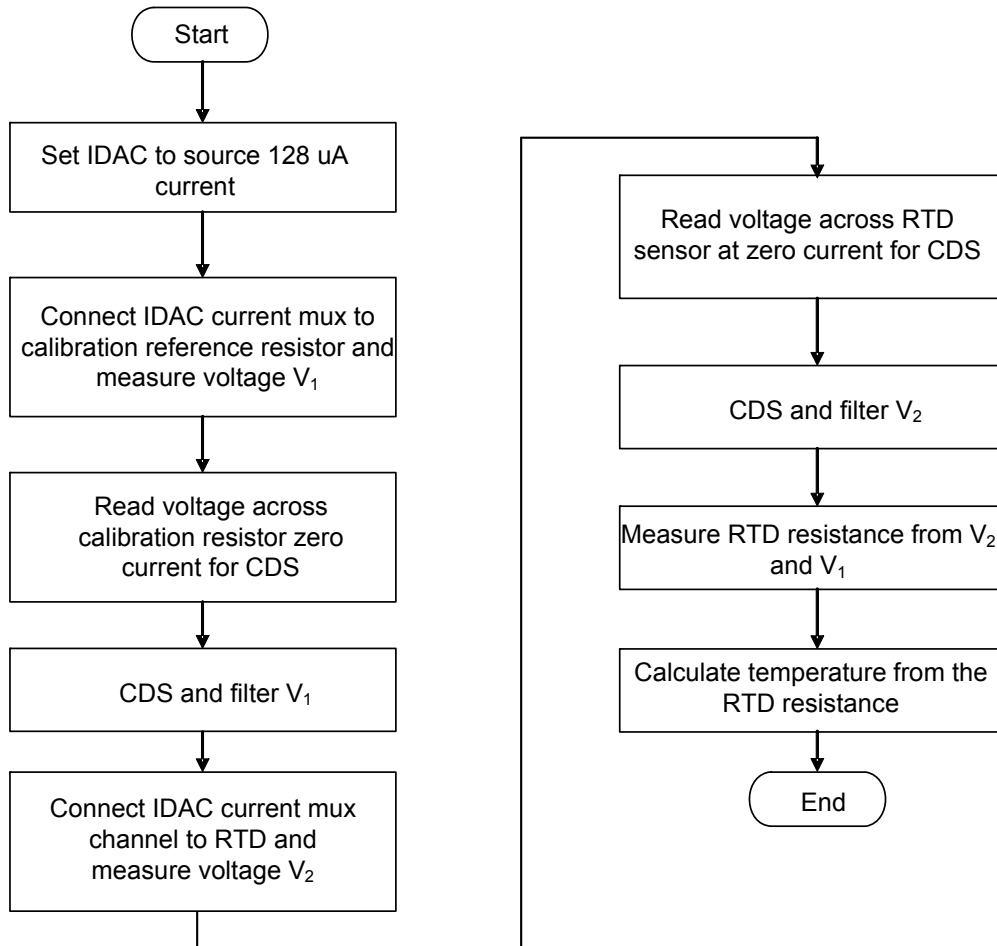 Start
Set IDAC to source 128 uA
current
Connect IDAC current mux to
calibration reference resistor and
measure voltage V₁
Read voltage across
calibration resistor zero
current for CDS
CDS and filter V₁
Connect IDAC current mux
channel to RTD and
measure voltage V₂
Read voltage across RTD
sensor at zero current for CDS
CDS and filter V₂
Measure RTD resistance from V₂
and V₁
Calculate temperature from the
RTD resistance
End